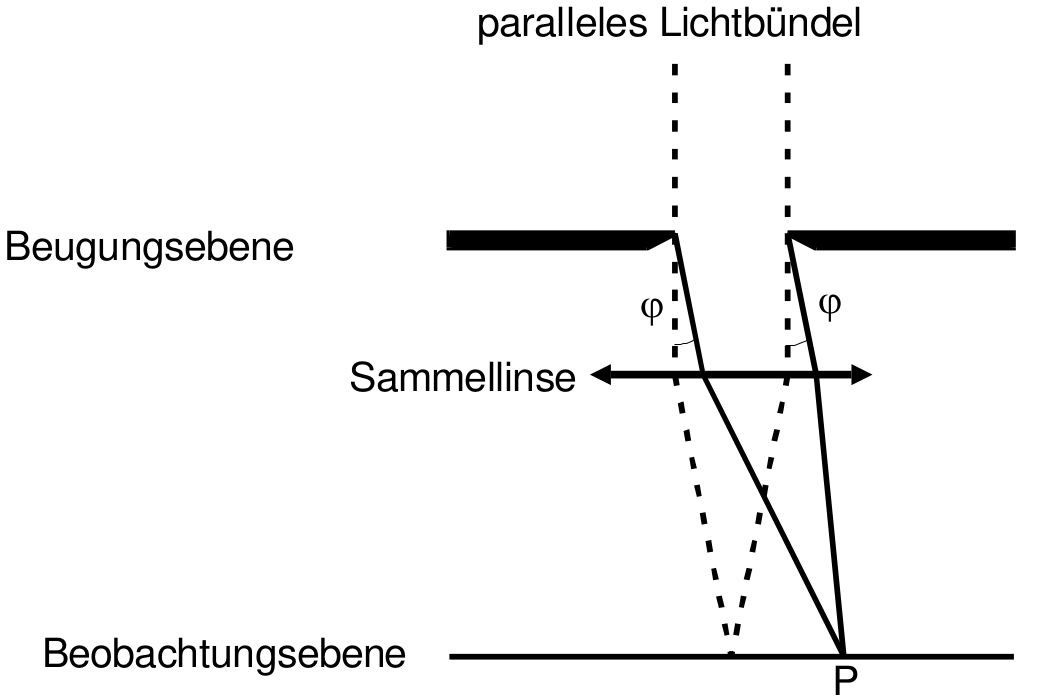 paralleles Lichtbündel
Beugungsebene
φ
φ
Sammellinse
Beobachtungsebene
P